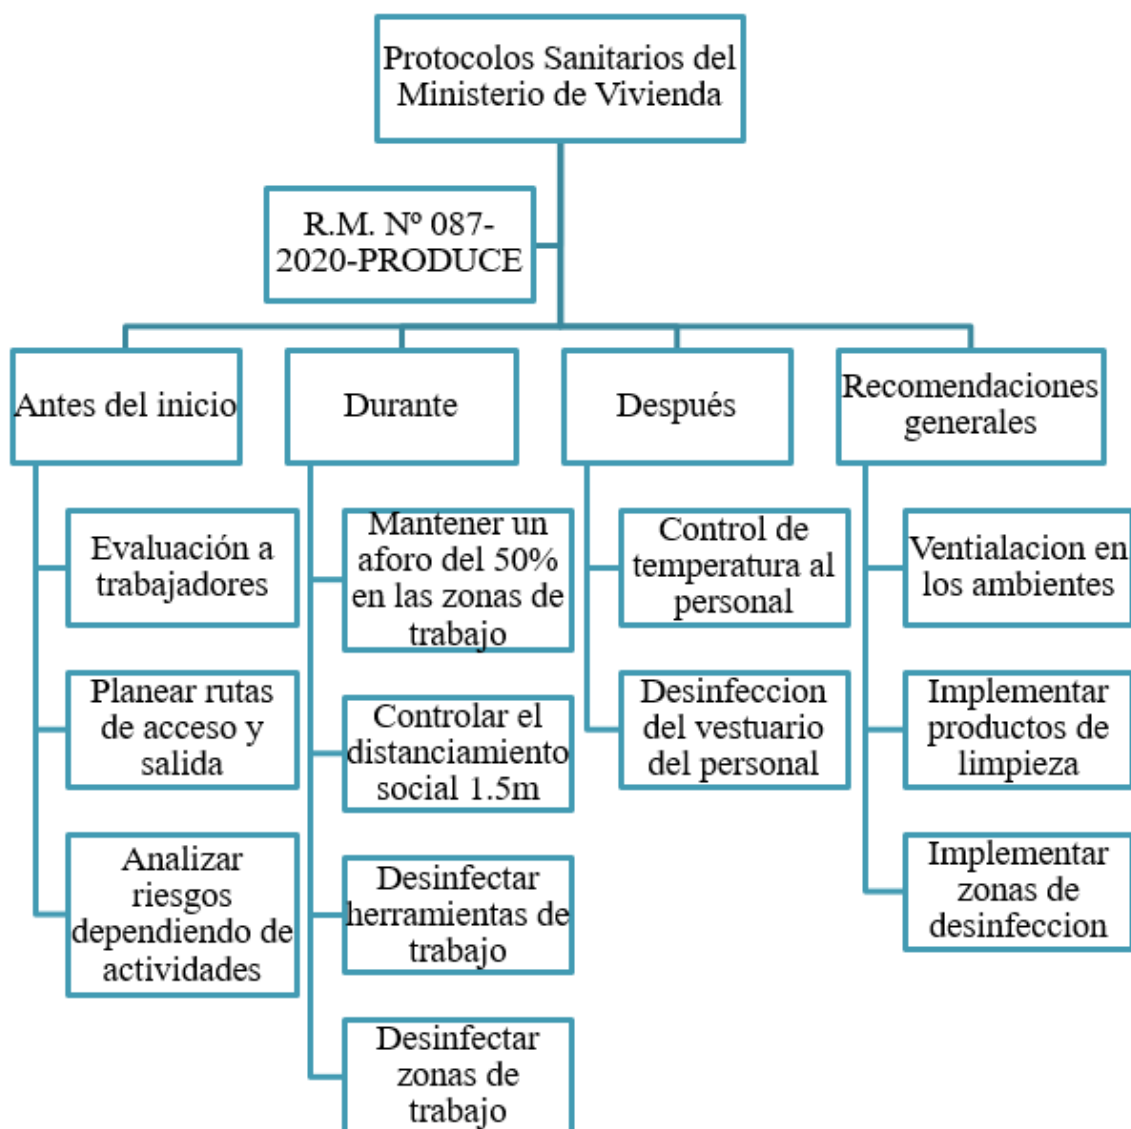 Protocolos Sanitarios del
Ministerio de Vivienda
R.M. Nº 087-
2020-PRODUCE
Antes del inicio
Evaluación a
trabajadores
Planear rutas
de acceso y
salida
Analizar
riesgos
dependiendo de
actividades
Durante
Mantener un
aforo del 50%
en las zonas de
trabajo
Controlar el
distanciamiento
social 1.5m
Desinfectar
herramientas de
trabajo
Desinfectar
zonas de
trabajo
Después
Control de
temperatura al
personal
Desinfeccion
del vestuario
del personal
Recomendaciones
generales
Ventialacion en
los ambientes
Implementar
productos de
limpieza
Implementar
zonas de
desinfeccion